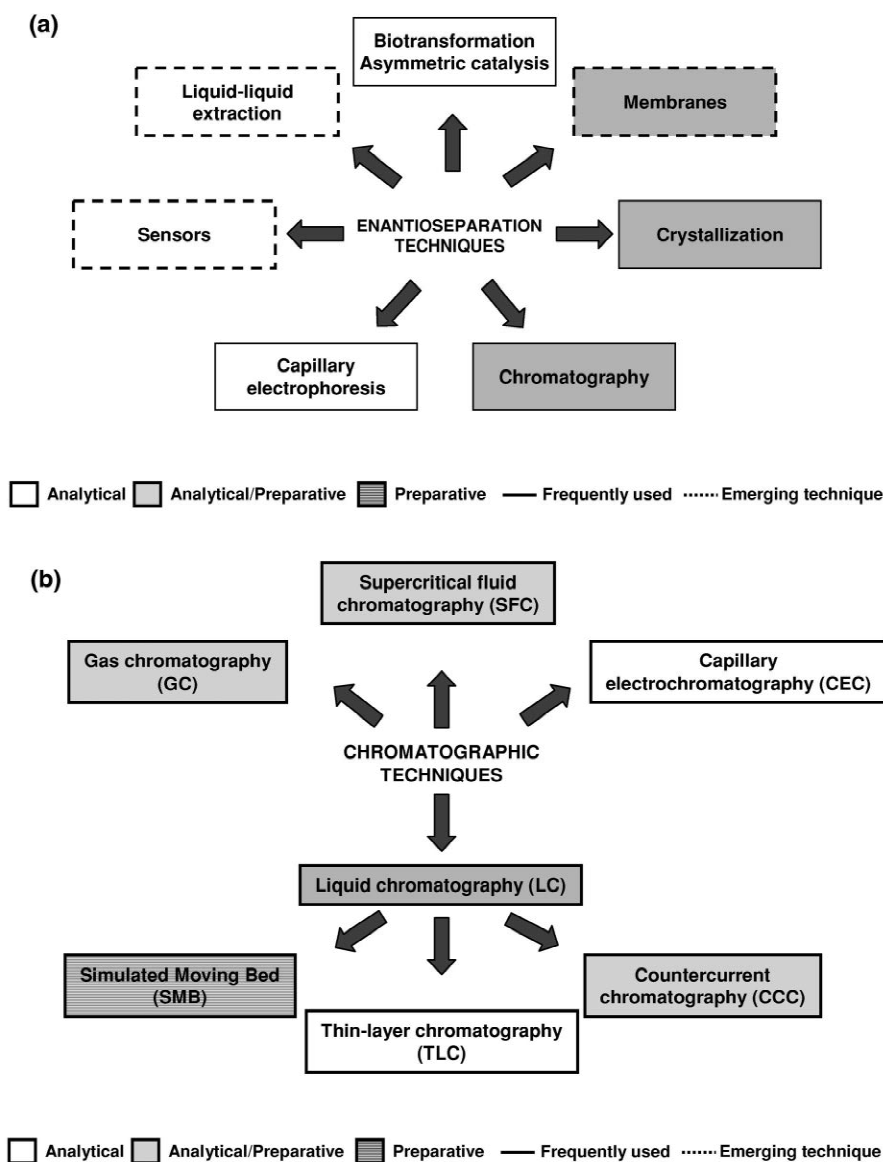 (a)
Biotransformation
Asymmetric catalysis
Liquid-liquid
extraction
Membranes
Sensors
ENANTIOSEPARATION
TECHNIQUES
Crystallization
Capillary
electrophoresis
Chromatography
Analytical Analytical/Preparative Preparative Frequently used Emerging technique
(b)
Supercritical fluid
chromatography (SFC)
Gas chromatography
(GC)
Capillary
electrochromatography (CEC)
CHROMATOGRAPHIC
TECHNIQUES
Liquid chromatography (LC)
Simulated Moving Bed
(SMB)
Countercurrent
chromatography (CCC)
Thin-layer chromatography
(TLC)
Analytical Analytical/Preparative Preparative Frequently used Emerging technique